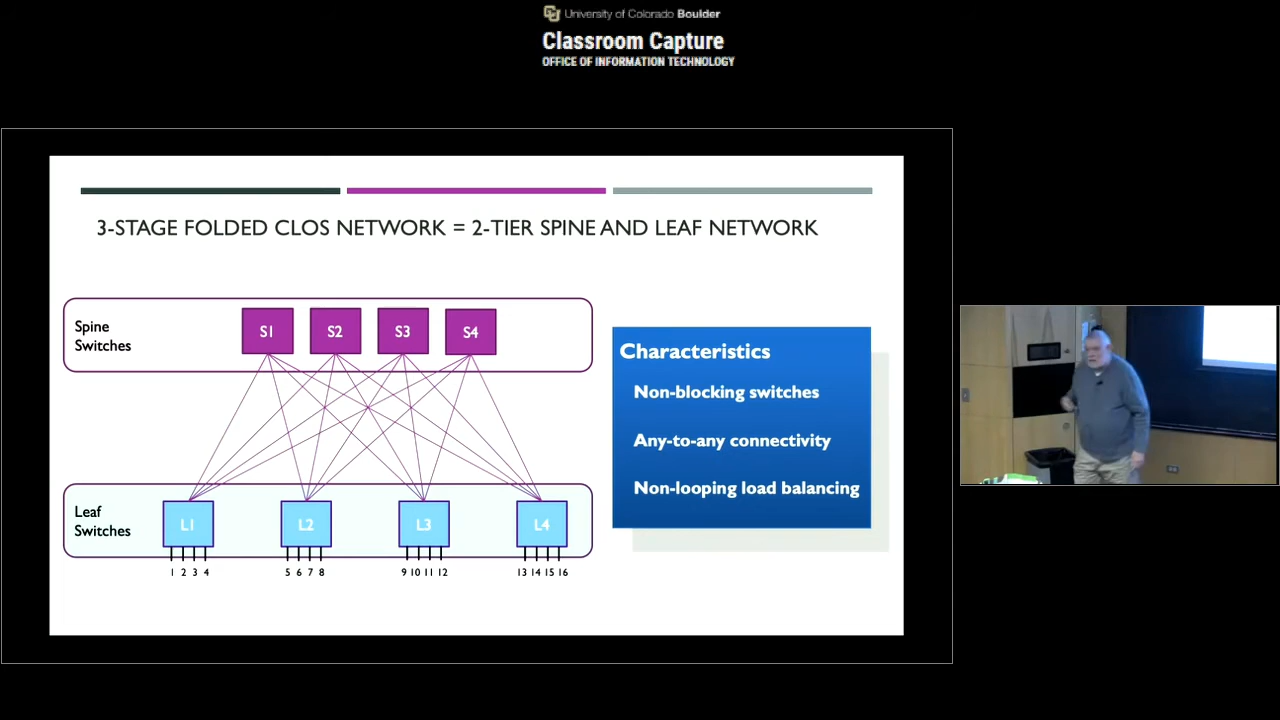 University of Colorado Boulder
Classroom Capture
OFFICE OF INFORMATION TECHNOLOGY
3-STAGE FOLDED CLOS NETWORK = 2-TIER SPINE AND LEAF NETWORK
Spine
Switches
S1 S2 S3 S4
Leaf
Switches
L1 L2 L3 L4
1 2 3 4 5 6 7 8 9 10 11 12 13 14 15 16
Characteristics
Non-blocking switches
Any-to-any connectivity
Non-looping load balancing